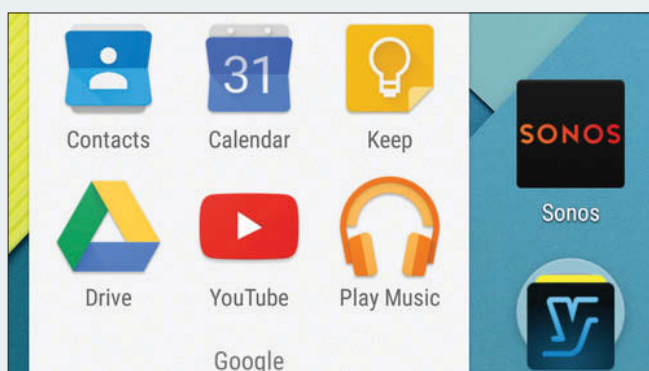 31
Contacts Calendar Keep
SONOS
Sonos
Drive YouTube Play Music
Google